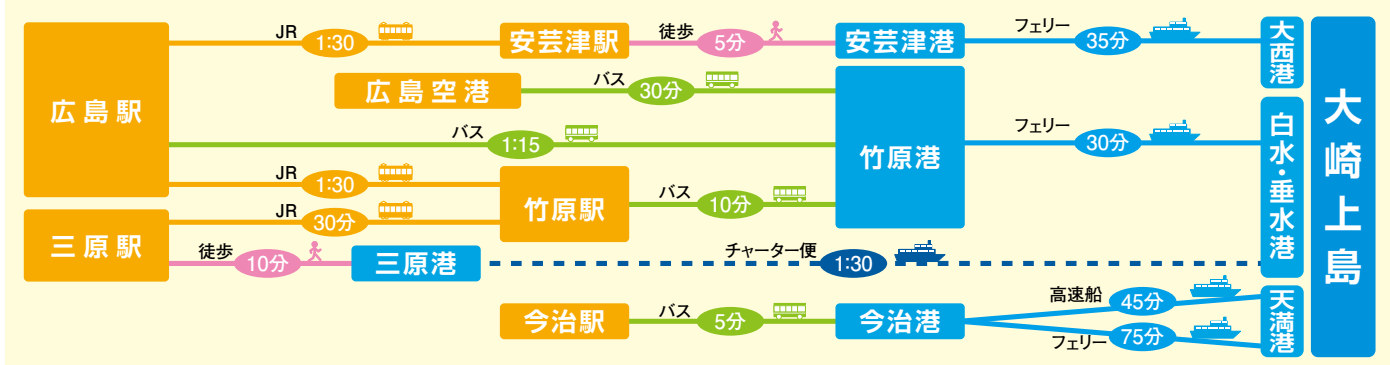 広島駅
JR 1:30
安芸津駅
徒歩 5分
安芸津港
フェリー 35分
大西港
広島空港
バス 30分
バス 1:15
竹原港
フェリー 30分
白水・垂水港
JR 1:30
竹原駅
バス 10分
三原駅
JR 30分
徒歩 10分
三原港
チャーター便 1:30
今治駅
バス 5分
今治港
高速船 45分
フェリー 75分
天満港
大崎上島